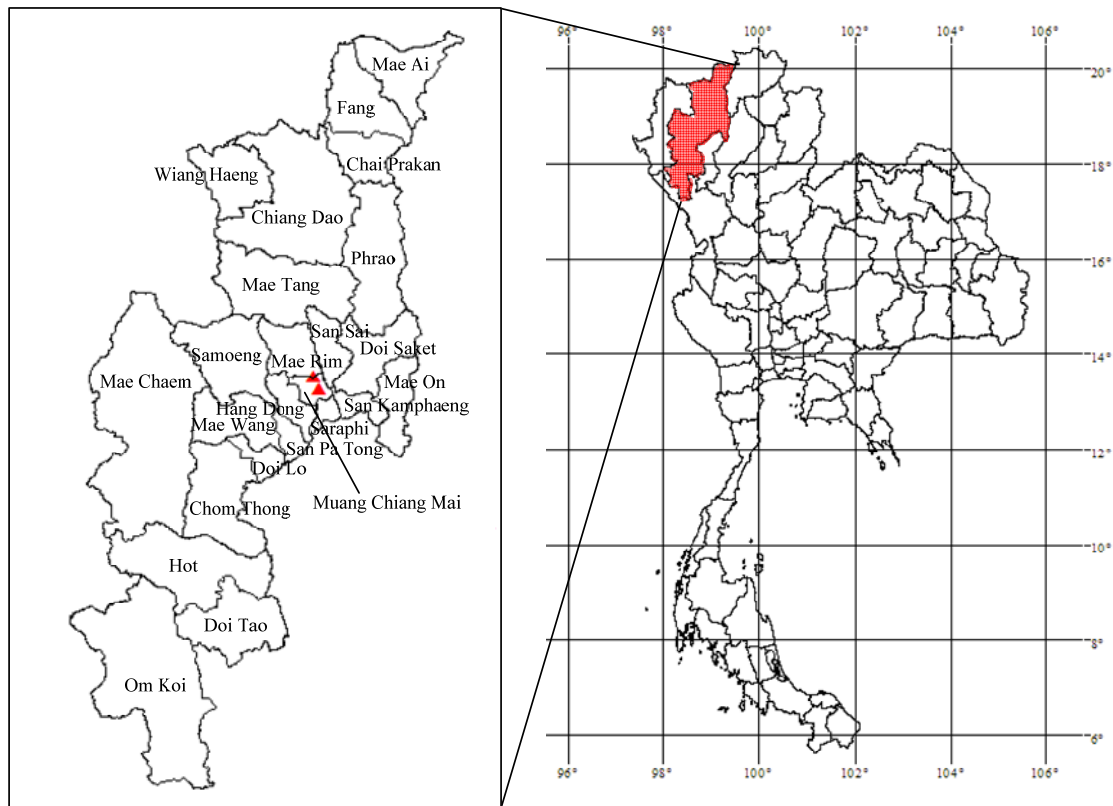 Mae Ai
Fang
Chai Prakan
Wiang Haeng
Chiang Dao
Phrao
Mae Tang
San Sai
Doi Saket
Samoeng
Mae Rim
Mae Chaem
Mae On
Hang Dong
San Kamphaeng
Mae Wang
Saraphi
San Pa Tong
Doi Lo
Muang Chiang Mai
Chom Thong
Hot
Doi Tao
Om Koi
96° 98° 100° 102° 104° 106°
20°
18°
16°
14°
12°
10°
8°
6°
96° 98° 100° 102° 104° 106°